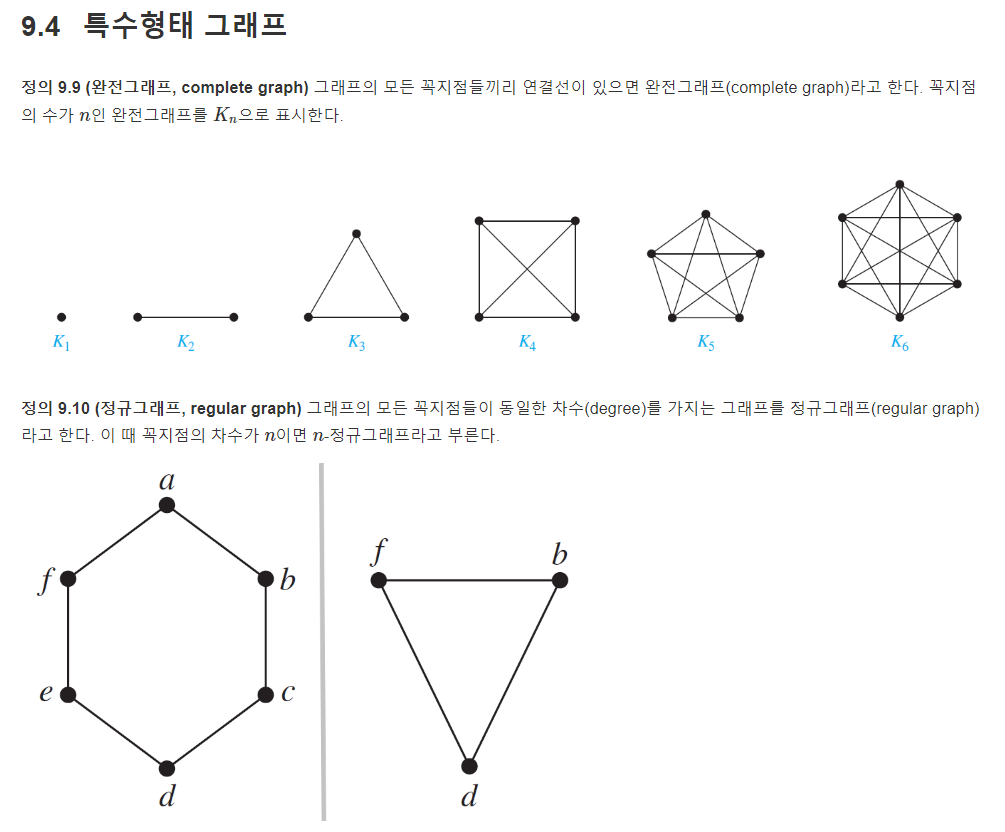 9.4 특수형태 그래프
정의 9.9 (완전그래프, complete graph) 그래프의 모든 꼭지점들끼리 연결선이 있으면 완전그래프(complete graph)라고 한다. 꼭지점
의 수가 n인 완전그래프를 Kn으로 표시한다.
K1 K2 K3 K4 K5 K6
정의 9.10 (정규그래프, regular graph) 그래프의 모든 꼭지점들이 동일한 차수(degree)를 가지는 그래프를 정규그래프(regular graph)
라고 한다. 이 때 꼭지점의 차수가 n이면 n-정규그래프라고 부른다.
a
f b
f b
e c
d d